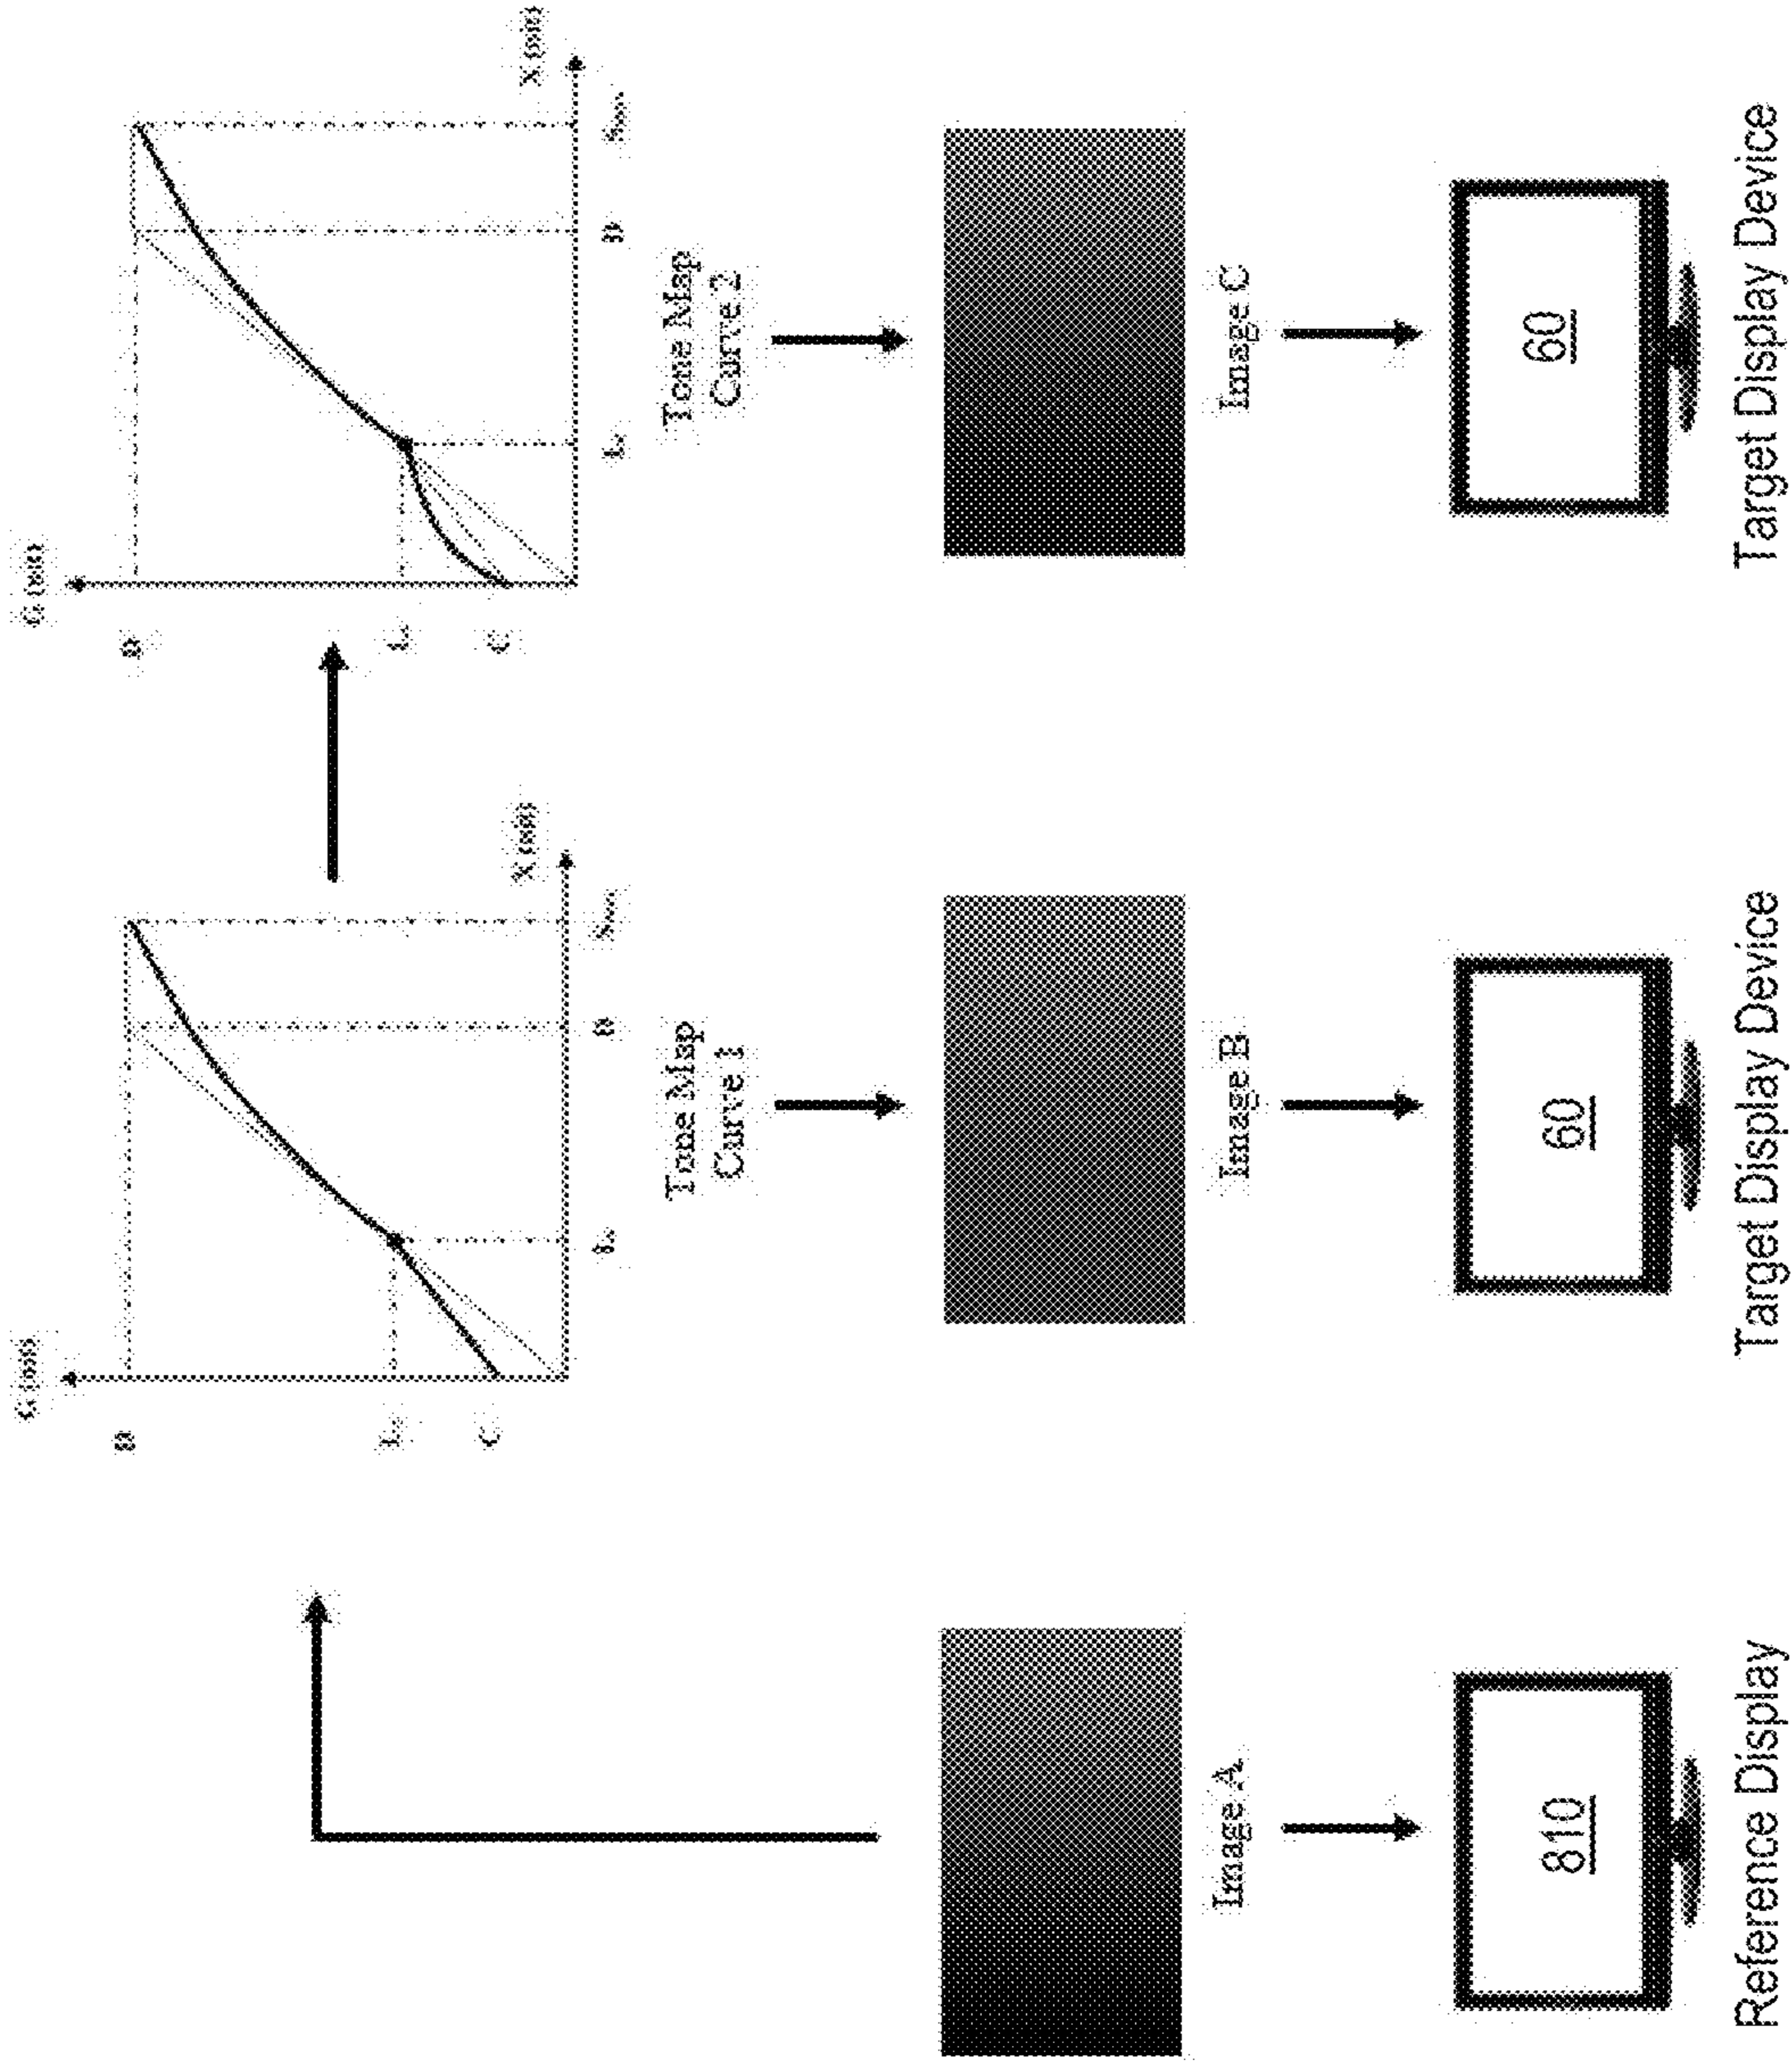 D
L
C
Tone Map
Curve 1
D
L
C
D
L
Tone Map
Curve 2
Image A
Image B
Image C
810
60
60
Reference Display
Target Display Device
Target Display Device